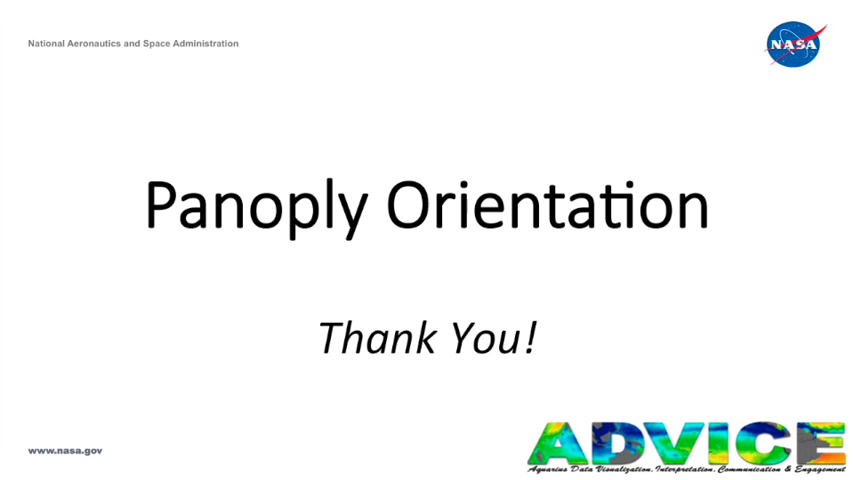 National Aeronautics and Space Administration
NASA
Panoply Orientation
Thank You!
www.nasa.gov
ADVICE
Aquarius Data Visualization, Interpretation, Communication & Engagement